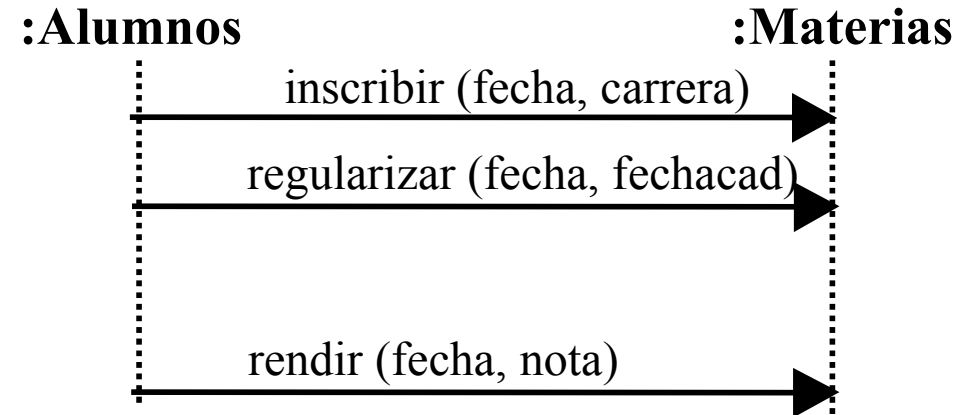 :Alumnos :Materias
inscribir (fecha, carrera)
regularizar (fecha, fechacad)
rendir (fecha, nota)